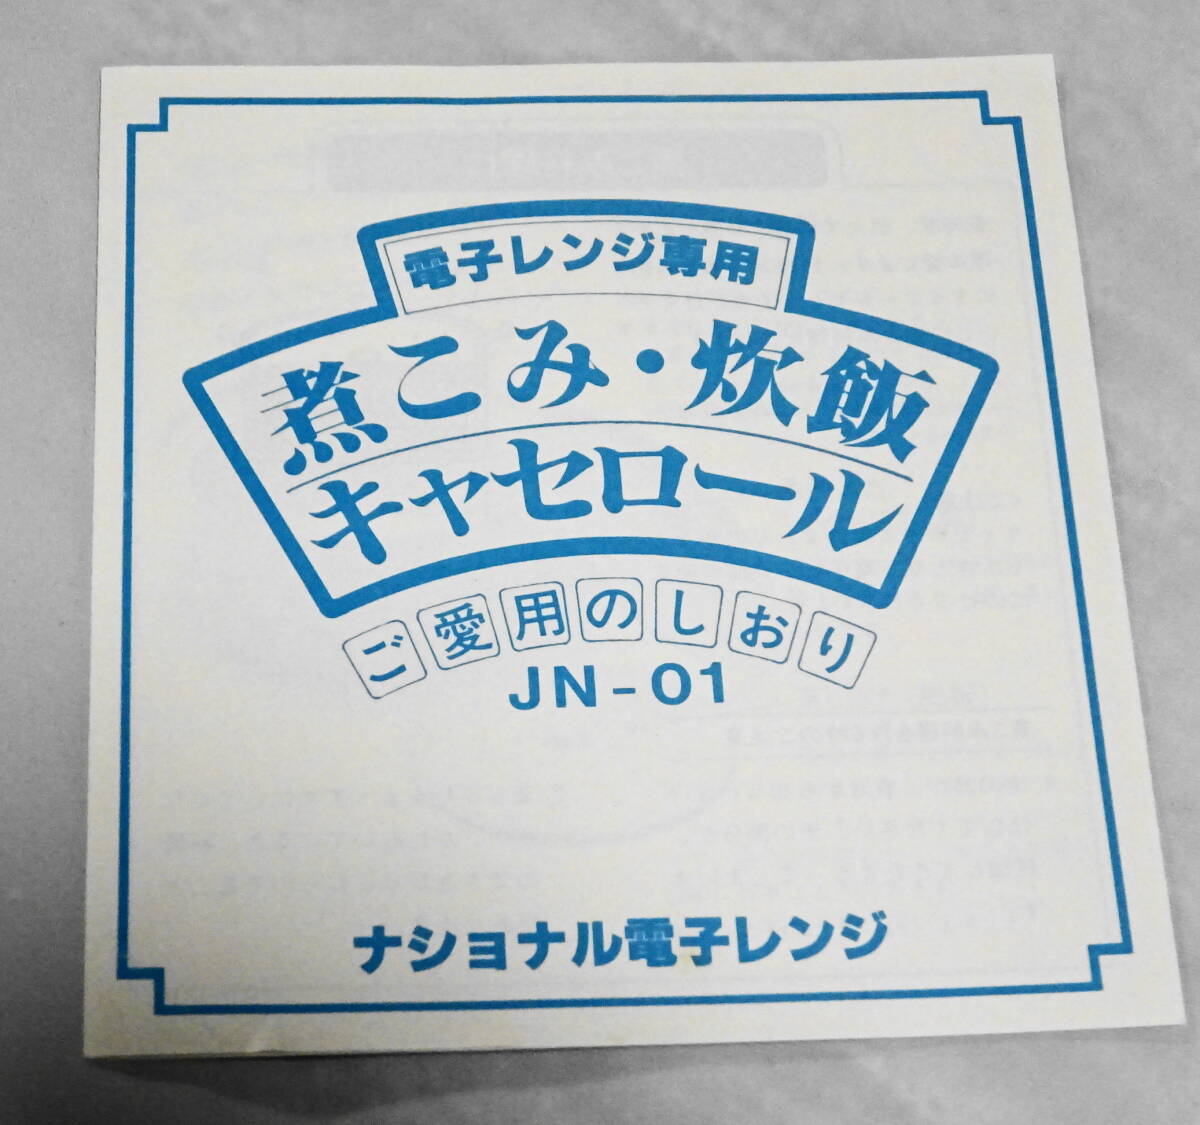 電子レンジ専用
煮こみ・炊飯
キャセロール
ご愛用のしおり
JN-01
ナショナル電子レンジ